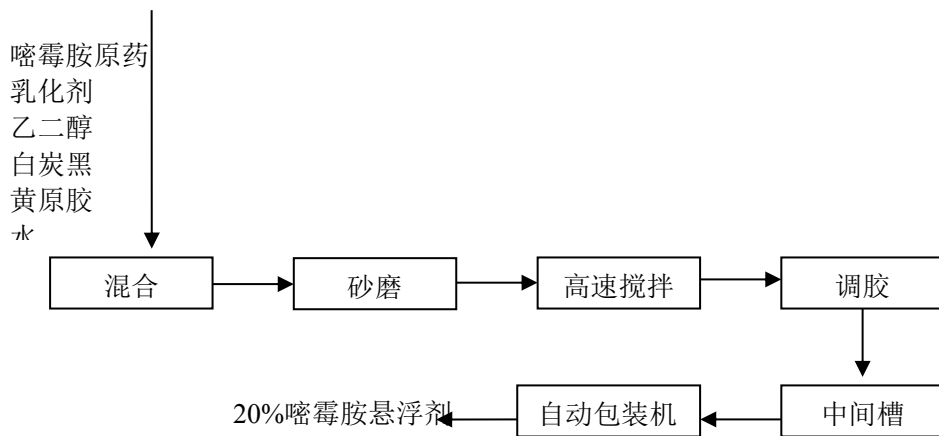 嘧霉胺原药
乳化剂
乙二醇
白炭黑
黄原胶
水
混合
砂磨
高速搅拌
调胶
20%嘧霉胺悬浮剂
自动包装机
中间槽